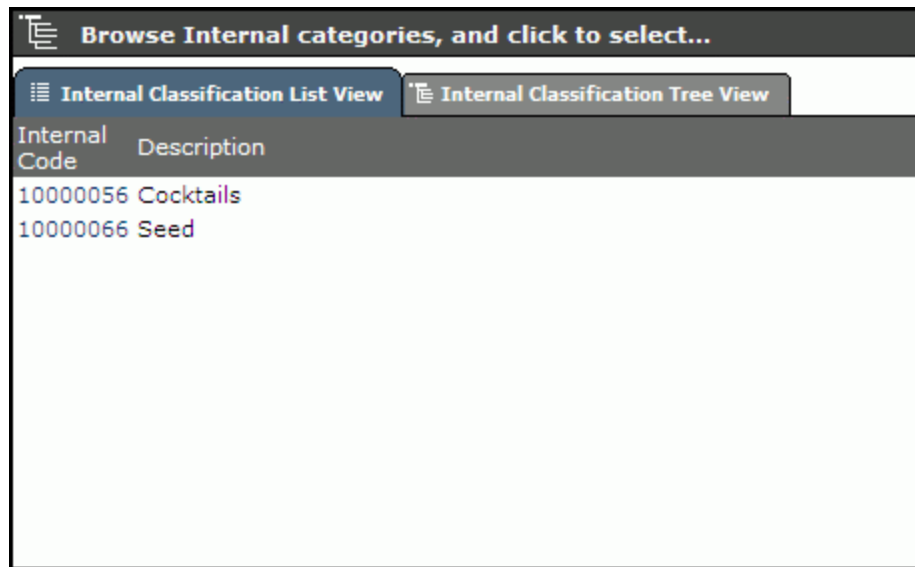 Browse Internal categories, and click to select...
Internal Classification List View Internal Classification Tree View
Internal Code Description
10000056 Cocktails
10000066 Seed